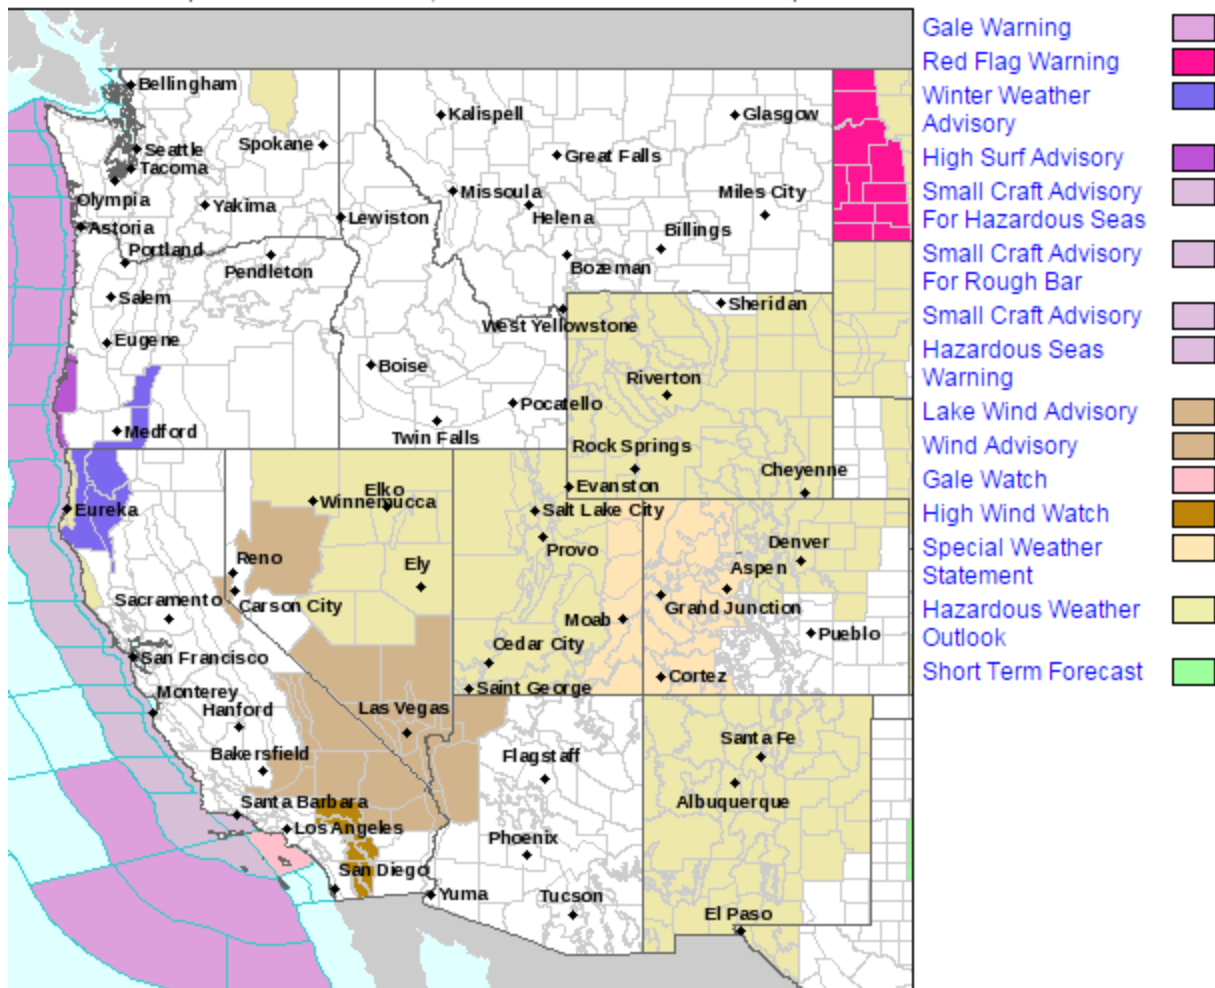 Bellingham
Kalispell
Glasgow
Seattle
Spokane
Great Falls
Tacoma
Missoula
Miles City
Olympia
Yakima
Lewiston
Helena
Astoria
Billings
Portland
Pendleton
Bozeman
Salem
Sheridan
West Yellowstone
Eugene
Boise
Riverton
Pocatello
Medford
Twin Falls
Rock Springs
Cheyenne
Elko
Evanston
Winnemucca
Eureka
Salt Lake City
Denver
Provo
Reno
Ely
Aspen
Sacramento
Carson City
Grand Junction
Moab
Pueblo
Cedar City
San Francisco
Cortez
Saint George
Monterey
Hanford
Las Vegas
Santa Fe
Bakersfield
Flagstaff
Santa Barbara
Albuquerque
Los Angeles
Phoenix
San Diego
Yuma
Tucson
El Paso
Gale Warning
Red Flag Warning
Winter Weather
Advisory
High Surf Advisory
Small Craft Advisory
For Hazardous Seas
Small Craft Advisory
For Rough Bar
Small Craft Advisory
Hazardous Seas
Warning
Lake Wind Advisory
Wind Advisory
Gale Watch
High Wind Watch
Special Weather
Statement
Hazardous Weather
Outlook
Short Term Forecast